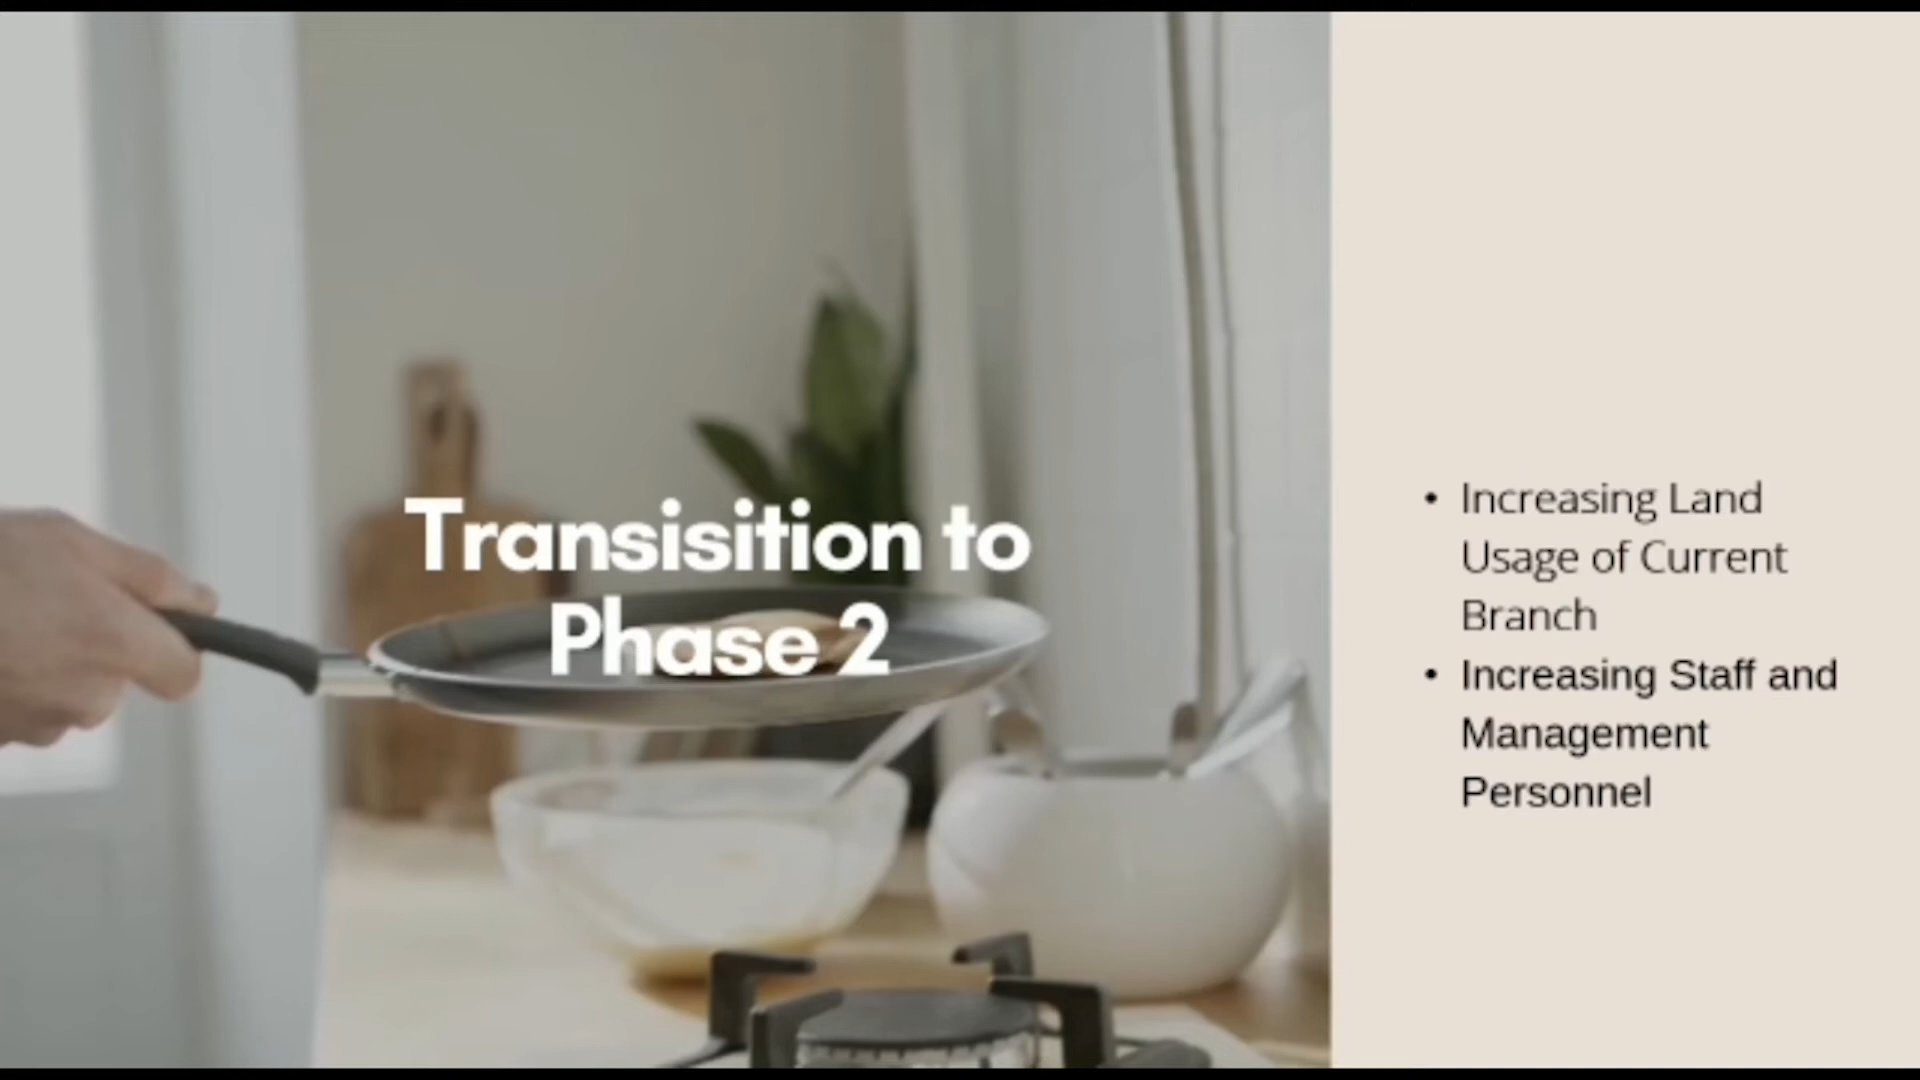 Transisition to
Phase 2
• Increasing Land
Usage of Current
Branch
• Increasing Staff and
Management
Personnel